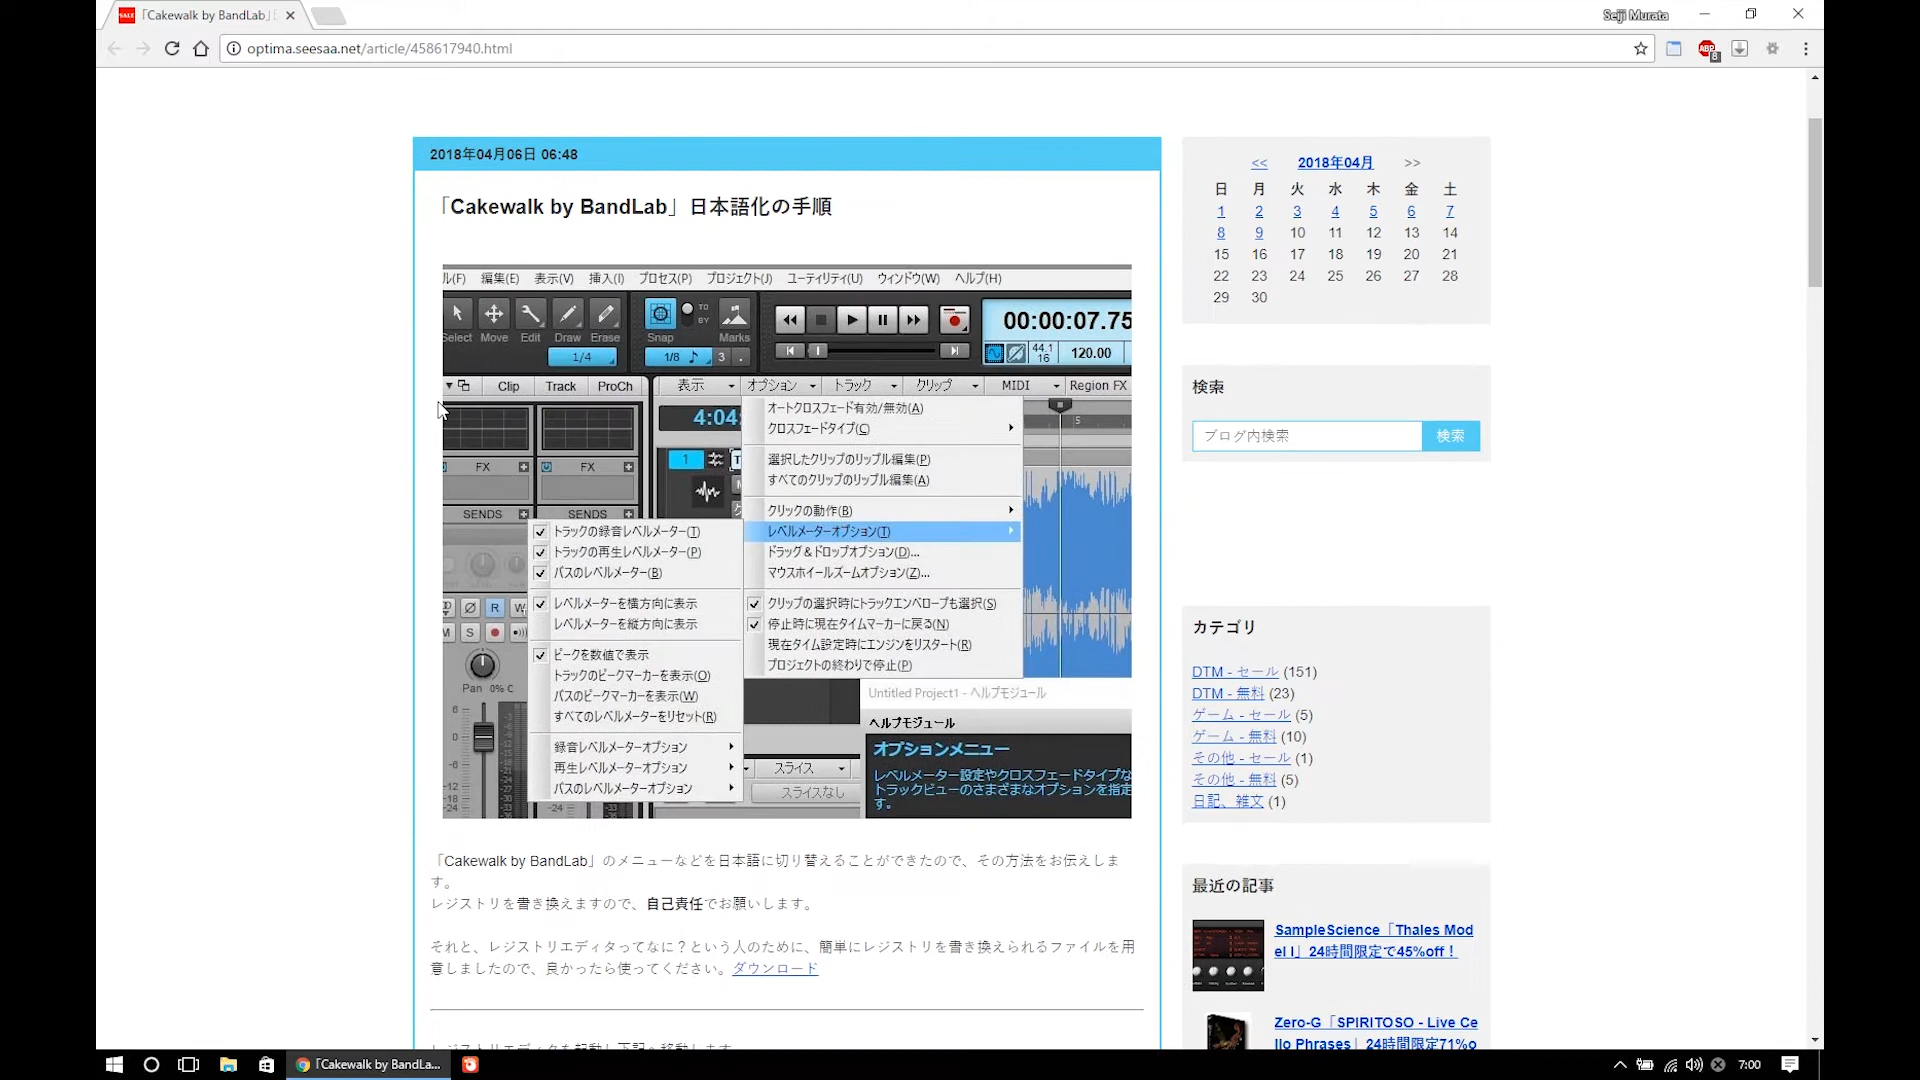 「Cakewalk by BandLab」
Seiji Murata
optima.seesaa.net/article/458617940.html
ABP
8
2018年04月06日 06:48
「Cakewalk by BandLab」日本語化の手順
ル(F) 編集(E) 表示(V) 挿入(I) プロセス(P) プロジェクト(J) ユーティリティ(U) ウィンドウ(W) ヘルプ(H)
TO
BY
00:00:07.75
Select Move Edit Draw Erase Snap Marks
1/4 1/8 3
44.1
16
120.00
Clip Track ProCh 表示 オプション トラック クリップ MIDI Region FX
4:04:
5
1
オートクロスフェード有効/無効(A)
クロスフェードタイプ(C)
選択したクリップのリップル編集(P)
すべてのクリップのリップル編集(A)
クリックの動作(B)
レベルメーターオプション(T)
ドラッグ&ドロップオプション(D)...
マウスホイールズームオプション(Z)...
クリップの選択時にトラックエンベロープも選択(S)
停止時に現在タイムマーカーに戻る(N)
現在タイム設定時にエンジンをリスタート(R)
プロジェクトの終わりで停止(P)
FX FX
SENDS SENDS
トラックの録音レベルメーター(T)
トラックの再生レベルメーター(P)
バスのレベルメーター(B)
レベルメーターを横方向に表示
レベルメーターを縦方向に表示
ピークを数値で表示
トラックのピークマーカーを表示(O)
バスのピークマーカーを表示(W)
すべてのレベルメーターをリセット(R)
録音レベルメーターオプション
再生レベルメーターオプション
バスのレベルメーターオプション
R W
M S
Pan 0% C
6
0
-6
-12
-18
-24
スライス
スライスなし
Untitled Project1 - ヘルプモジュール
ヘルプモジュール
オプションメニュー
レベルメーター設定やクロスフェードタイプな
トラックビューのさまざまなオプションを指定
す。
「Cakewalk by BandLab」のメニューなどを日本語に切り替えることができたので、その方法をお伝えしま
す。
レジストリを書き換えますので、自己責任でお願いします。
それと、レジストリエディタってなに？という人のために、簡単にレジストリを書き換えられるファイルを用
意しましたので、良かったら使ってください。ダウンロード
レジストリエディタを起動し下記へ移動します。
<< 2018年04月 >>
日 月 火 水 木 金 土
1 2 3 4 5 6 7
8 9 10 11 12 13 14
15 16 17 18 19 20 21
22 23 24 25 26 27 28
29 30
検索
ブログ内検索 検索
カテゴリ
DTM - セール (151)
DTM - 無料 (23)
ゲーム - セール (5)
ゲーム - 無料 (10)
その他 - セール (1)
その他 - 無料 (5)
日記、雑文 (1)
最近の記事
SampleScience「Thales Mod
el I」24時間限定で45%off！
Zero-G「SPIRITOSO - Live Ce
llo Phrases」24時間限定71%o
「Cakewalk by BandLa...
7:00